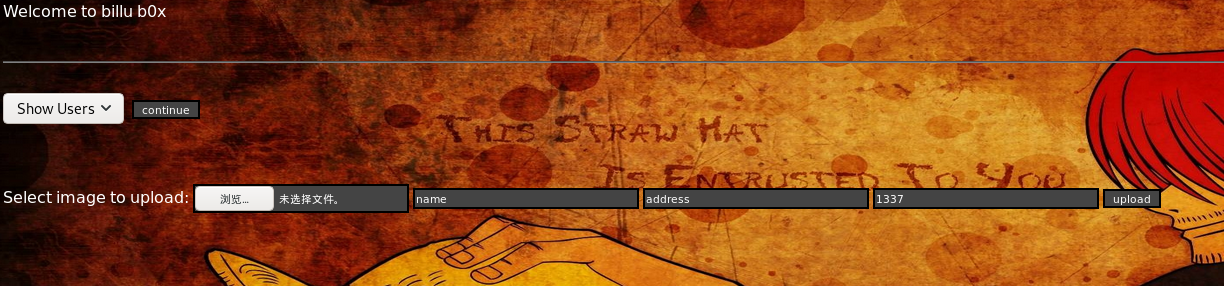 Welcome to billu b0x
Show Users continue
THIS STRAW HAT
IS ENTRUSTED TO YOU
Select image to upload: 浏览… 未选择文件。 name address 1337 upload